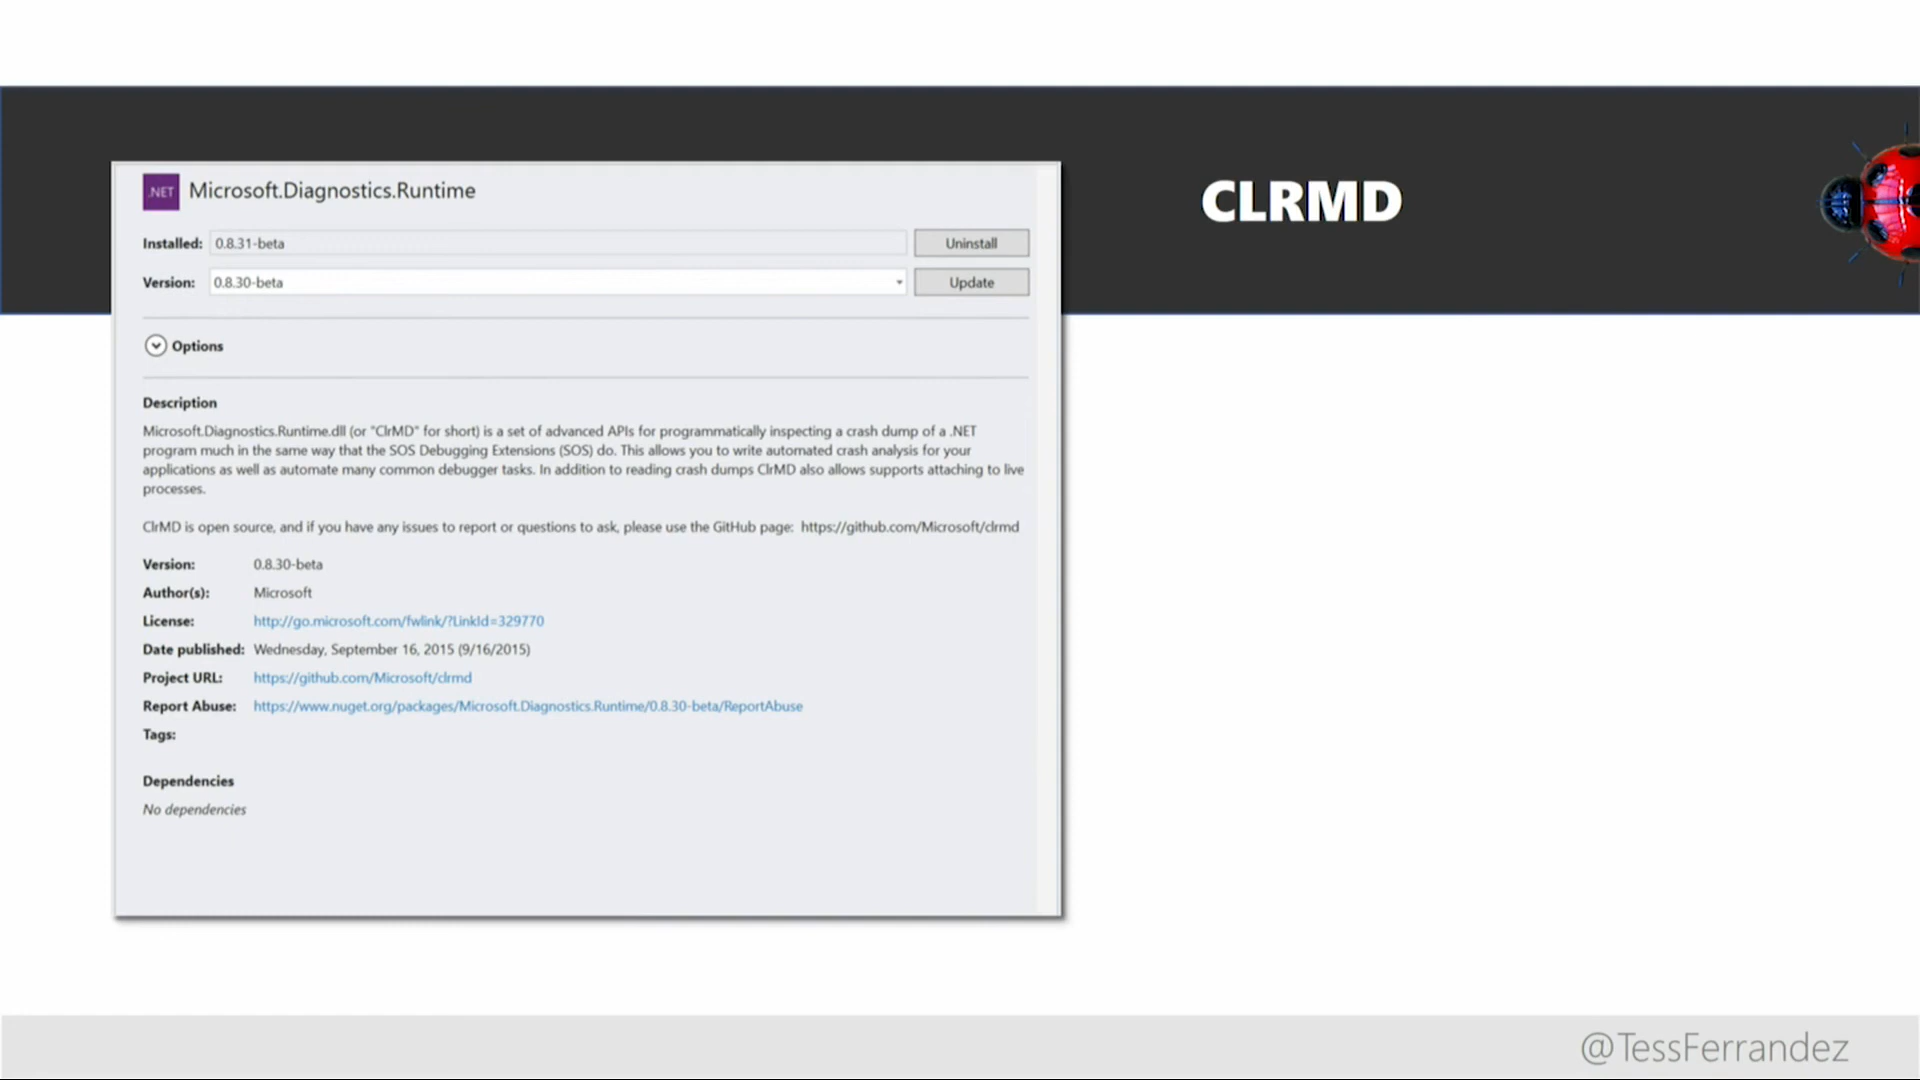 CLRMD
.NET Microsoft.Diagnostics.Runtime
Installed: 0.8.31-beta Uninstall
Version: 0.8.30-beta Update
Options
Description
Microsoft.Diagnostics.Runtime.dll (or "ClrMD" for short) is a set of advanced APIs for programmatically inspecting a crash dump of a .NET
program much in the same way that the SOS Debugging Extensions (SOS) do. This allows you to write automated crash analysis for your
applications as well as automate many common debugger tasks. In addition to reading crash dumps ClrMD also allows supports attaching to live
processes.
ClrMD is open source, and if you have any issues to report or questions to ask, please use the GitHub page: https://github.com/Microsoft/clrmd
Version: 0.8.30-beta
Author(s): Microsoft
License: http://go.microsoft.com/fwlink/?LinkId=329770
Date published: Wednesday, September 16, 2015 (9/16/2015)
Project URL: https://github.com/Microsoft/clrmd
Report Abuse: https://www.nuget.org/packages/Microsoft.Diagnostics.Runtime/0.8.30-beta/ReportAbuse
Tags:
Dependencies
No dependencies
@TessFerrandez